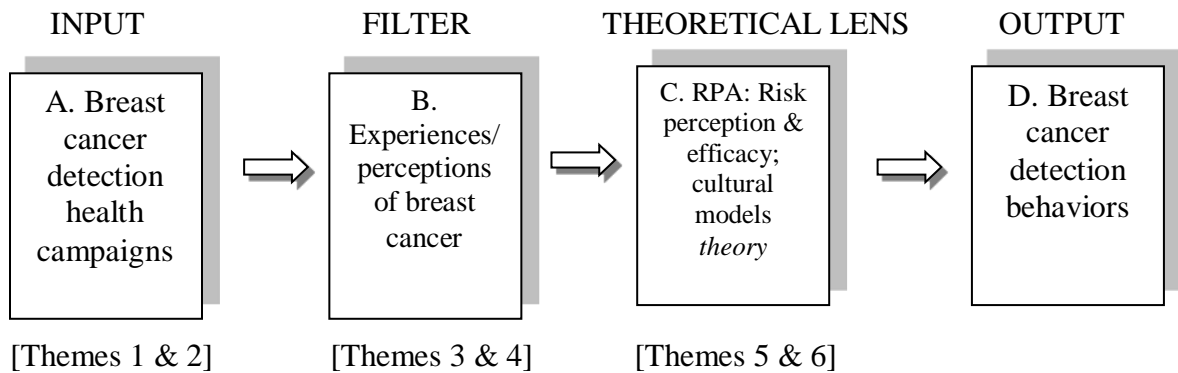 INPUT
FILTER
THEORETICAL LENS
OUTPUT
A. Breast
cancer
detection
health
campaigns
B.
Experiences/
perceptions
of breast
cancer
C. RPA: Risk
perception &
efficacy;
cultural
models
theory
D. Breast
cancer
detection
behaviors
[Themes 1 & 2]
[Themes 3 & 4]
[Themes 5 & 6]